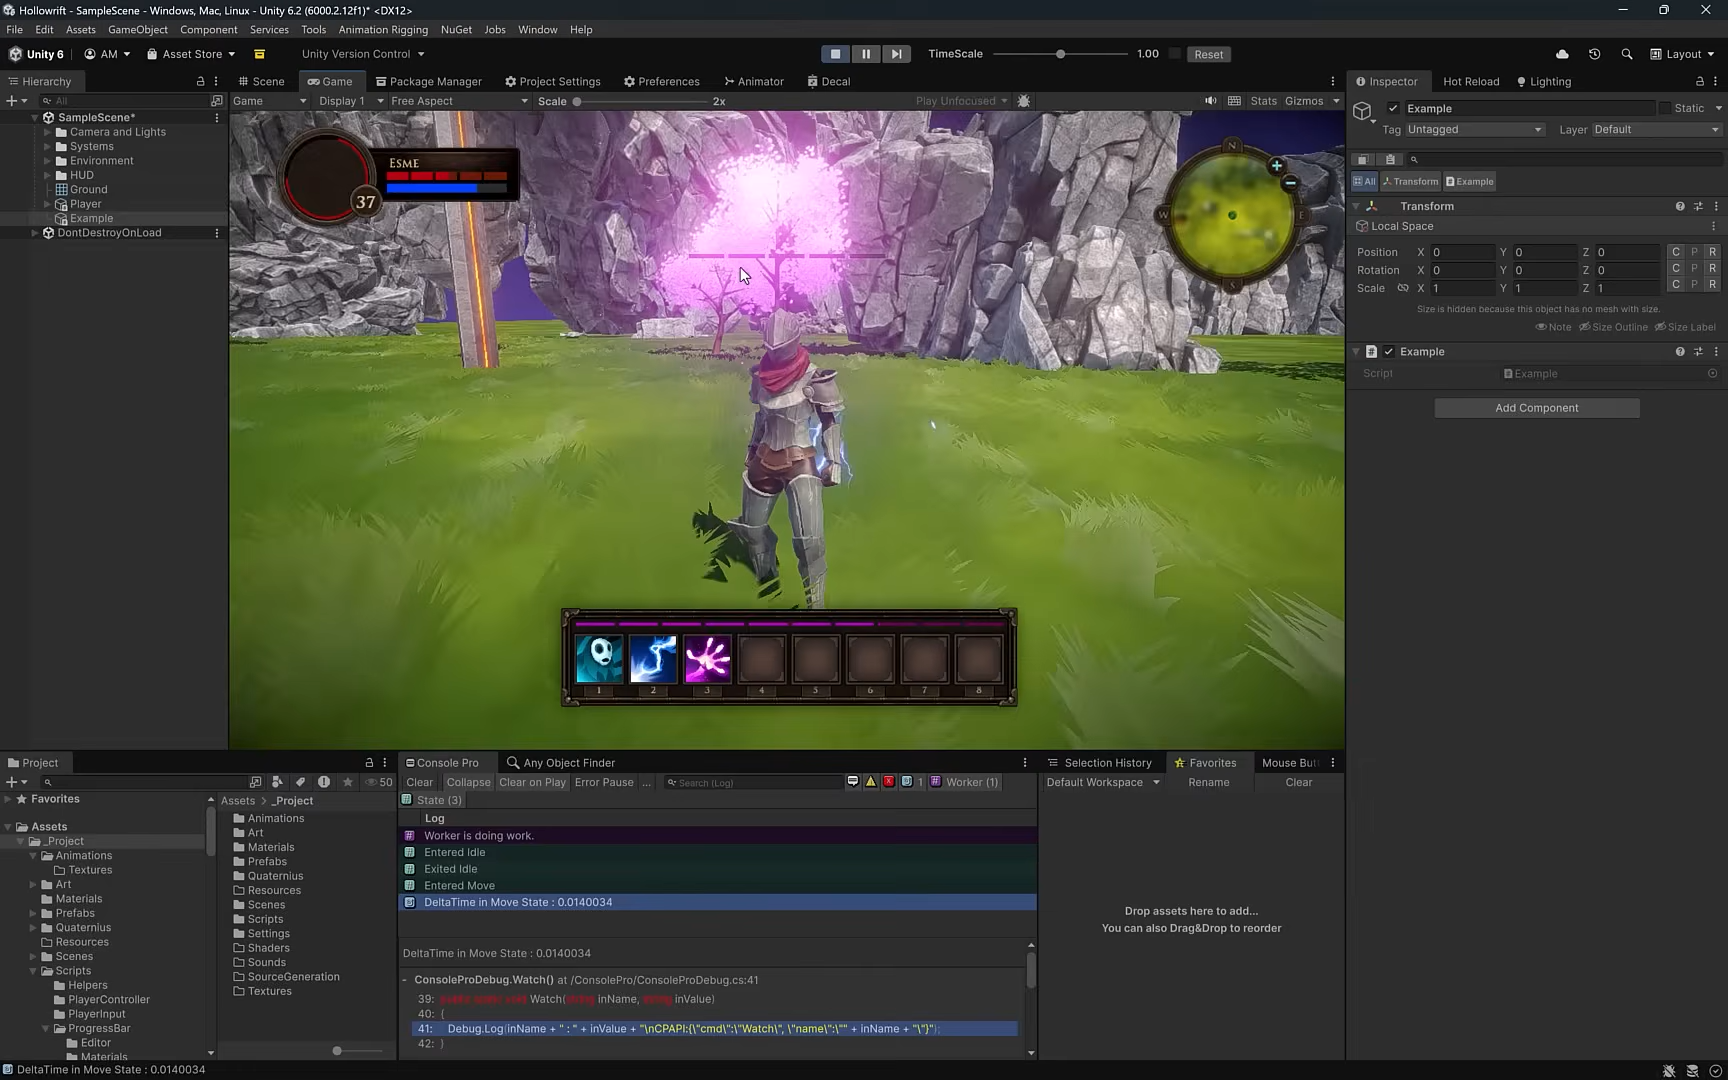 Hollowrift - SampleScene - Windows, Mac, Linux - Unity 6.2 (6000.2.12f1)* <DX12>
File Edit Assets GameObject Component Services Tools Animation Rigging NuGet Jobs Window Help
Unity 6 AM Asset Store Unity Version Control TimeScale 1.00 Reset Layout
Hierarchy Scene Game Package Manager Project Settings Preferences Animator Decal Inspector Hot Reload Lighting
All Game Display 1 Free Aspect Scale 2x Play Unfocused Stats Gizmos
SampleScene*
Camera and Lights
Systems
Environment
HUD
Ground
Player
Example
DontDestroyOnLoad
Esme
37
N
W
E
S
Example Static
Tag Untagged Layer Default
All Transform Example
Transform
Local Space
Position X 0 Y 0 Z 0 C P R
Rotation X 0 Y 0 Z 0 C P R
Scale X 1 Y 1 Z 1 C P R
Size is hidden because this object has no mesh with size.
Note Size Outline Size Label
Example
Script Example
Add Component
1 2 3 4 5 6 7 8
Project
50
Favorites
Assets
_Project
Animations
Textures
Art
Materials
Prefabs
Quaternius
Resources
Scenes
Scripts
Helpers
PlayerController
PlayerInput
ProgressBar
Editor
Materials
Assets > _Project
Animations
Art
Materials
Prefabs
Quaternius
Resources
Scenes
Scripts
Settings
Shaders
Sounds
SourceGeneration
Textures
Console Pro Any Object Finder
Clear Collapse Clear on Play Error Pause ... Search (Log) 1 Worker (1)
State (3)
Log
Worker is doing work.
Entered Idle
Exited Idle
Entered Move
DeltaTime in Move State : 0.0140034
DeltaTime in Move State : 0.0140034
- ConsoleProDebug.Watch() at /ConsolePro/ConsoleProDebug.cs:41
39: public static void Watch(string inName, string inValue)
40: {
41: Debug.Log(inName + " : " + inValue + "\nCPAPI:{\"cmd\":\"Watch\", \"name\":\"" + inName + "\"}");
42: }
Selection History Favorites Mouse But
Default Workspace Rename Clear
Drop assets here to add...
You can also Drag&Drop to reorder
DeltaTime in Move State : 0.0140034